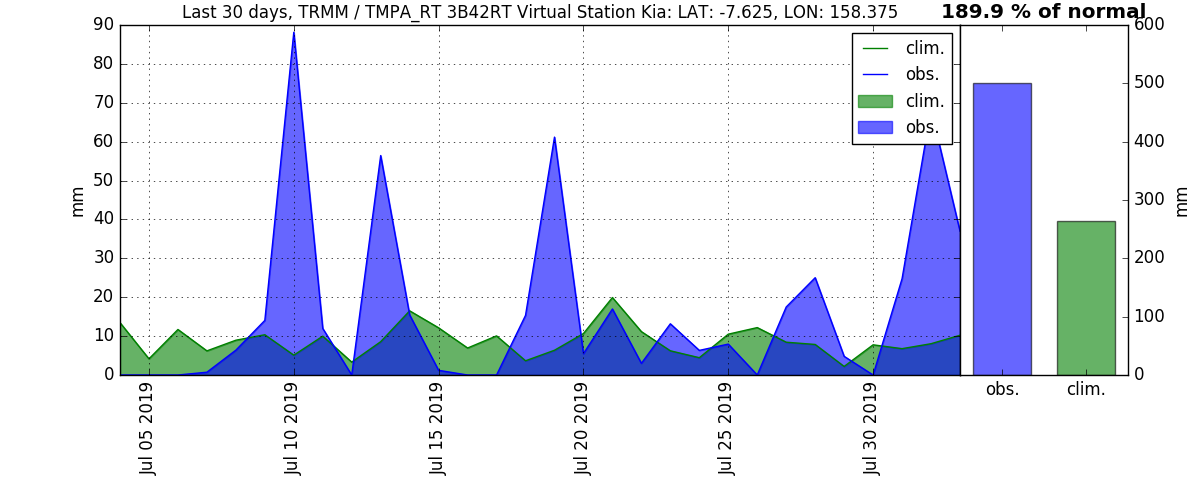 Last 30 days, TRMM / TMPA_RT 3B42RT Virtual Station Kia: LAT: -7.625, LON: 158.375
189.9 % of normal
90
80
70
60
50
40
30
20
10
0
mm
clim.
obs.
clim.
obs.
600
500
400
300
200
100
0
mm
Jul 05 2019
Jul 10 2019
Jul 15 2019
Jul 20 2019
Jul 25 2019
Jul 30 2019
obs.
clim.